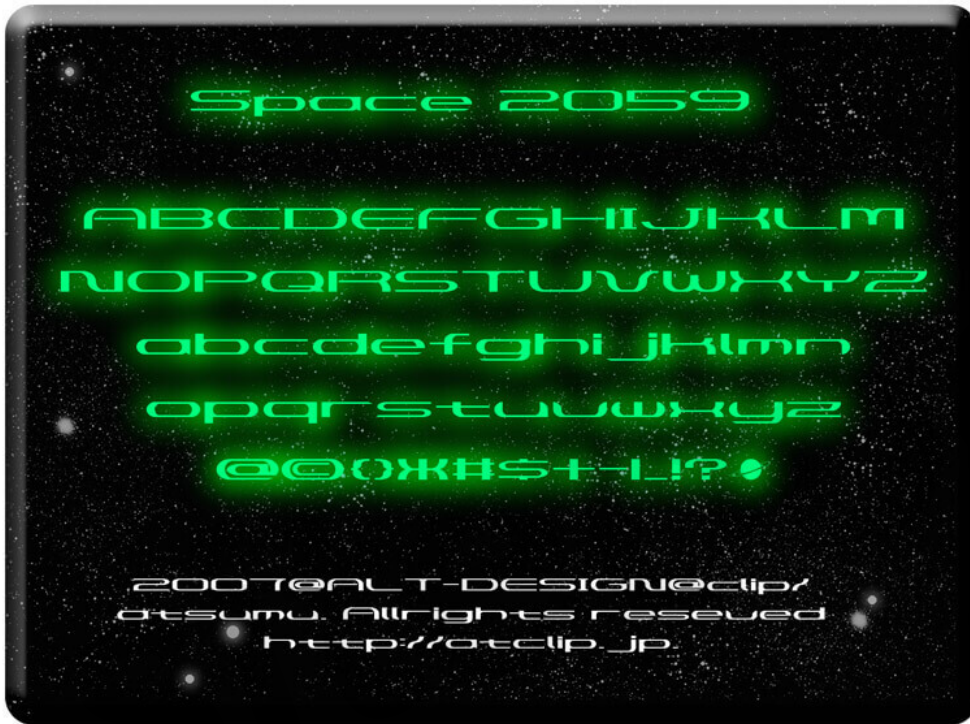 Space 2059
ABCDEFGHIJKLM
NOPQRSTUVWXYZ
abcdefghijklmn
opqrstuvwxyz
@©{}Ж#$+-|_!?
2007@ALT-DESIGN@clip/
atsumu. Allrights reseved
http://atclip.jp.